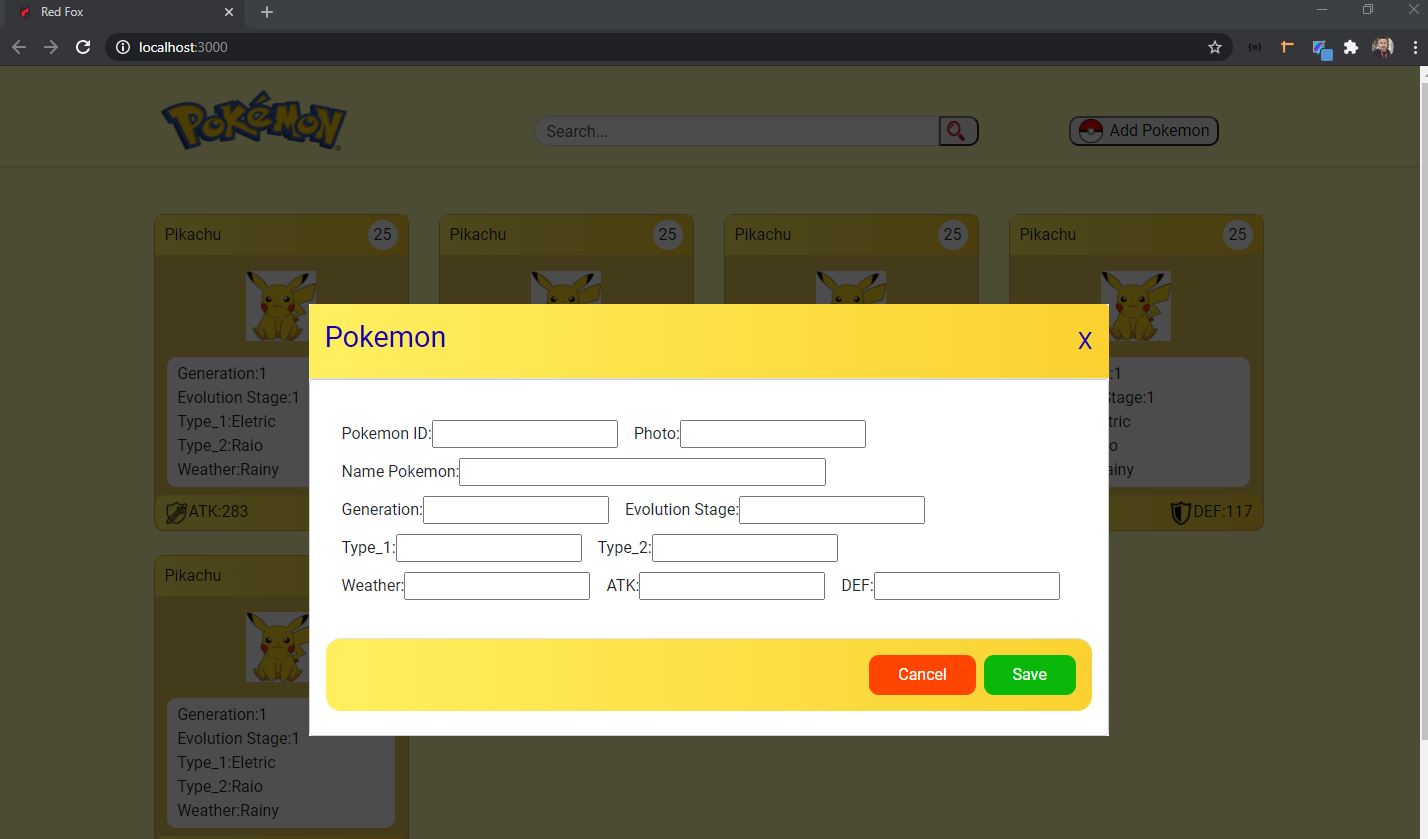 Red Fox
localhost:3000
POKéMON
Search...
Add Pokemon
Pikachu 25
Pikachu 25
Pikachu 25
Pikachu 25
Generation:1
Evolution Stage:1
Type_1:Eletric
Type_2:Raio
Weather:Rainy
ATK:283
:1
tage:1
tric
o
ainy
DEF:117
Pokemon X
Pokemon ID: Photo:
Name Pokemon:
Generation: Evolution Stage:
Type_1: Type_2:
Weather: ATK: DEF:
Cancel Save
Pikachu
Generation:1
Evolution Stage:1
Type_1:Eletric
Type_2:Raio
Weather:Rainy